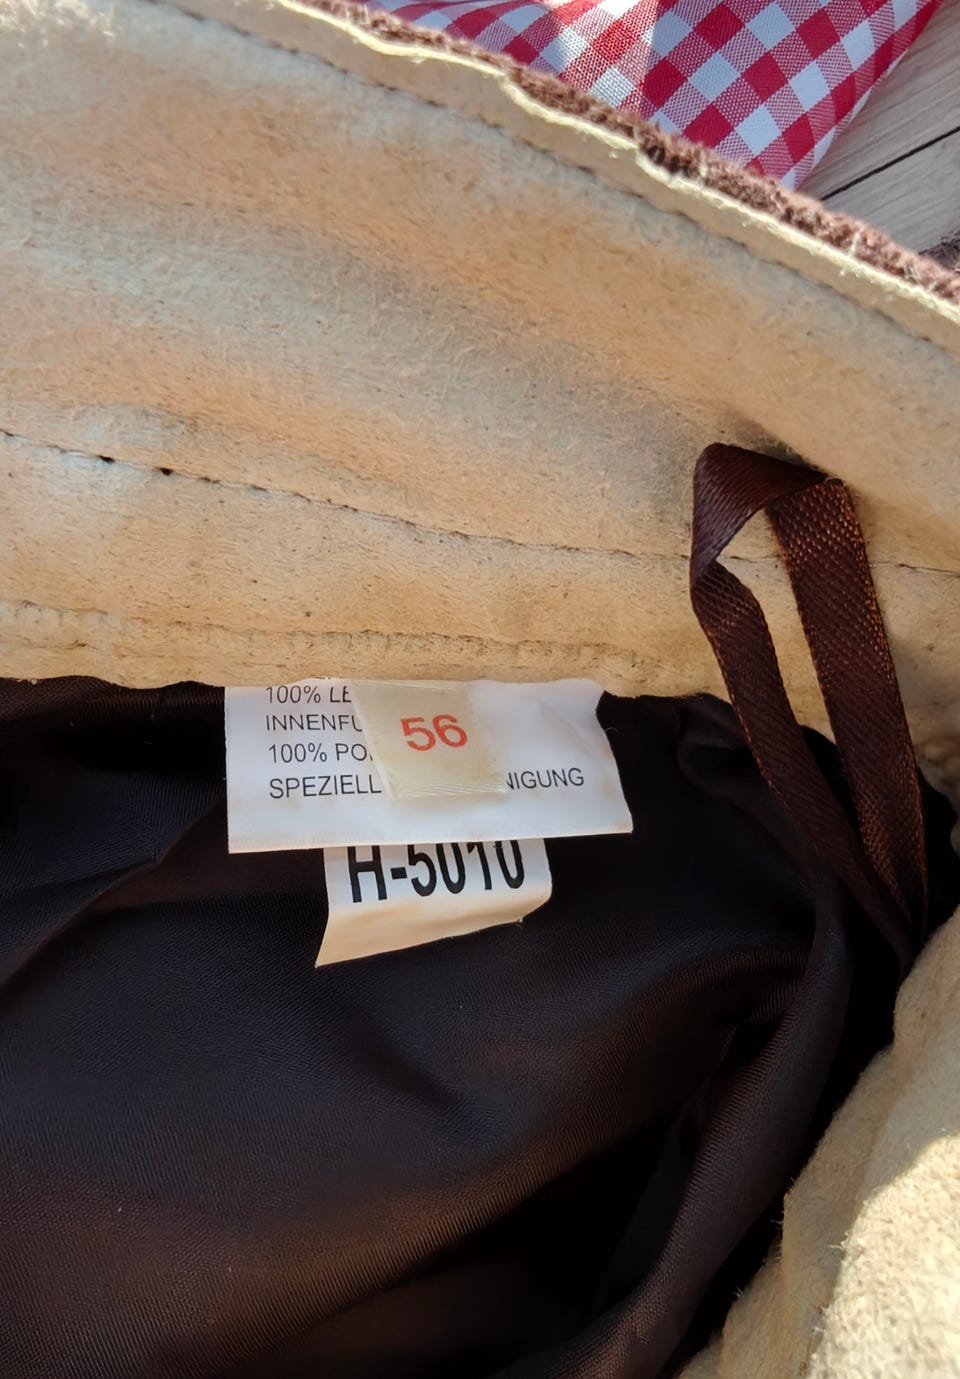 100% LE
INNENFU
100% PO
56
SPEZIELL NIGUNG
H-5010